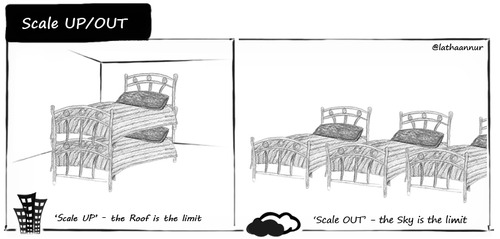 Scale UP/OUT
@lathaannur
'Scale UP' - the Roof is the limit
'Scale OUT' - the Sky is the limit